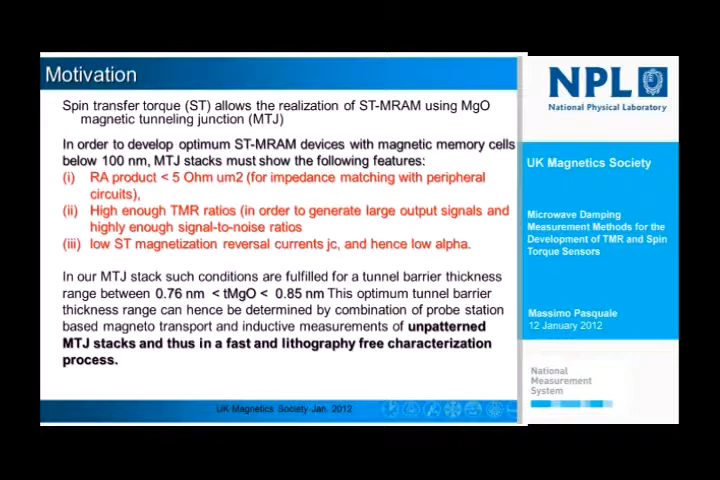 Motivation
Spin transfer torque (ST) allows the realization of ST-MRAM using MgO
magnetic tunneling junction (MTJ)
In order to develop optimum ST-MRAM devices with magnetic memory cells
below 100 nm, MTJ stacks must show the following features:
(i) RA product < 5 Ohm um2 (for impedance matching with peripheral
circuits),
(ii) High enough TMR ratios (in order to generate large output signals and
highly enough signal-to-noise ratios
(iii) low ST magnetization reversal currents jc, and hence low alpha.
In our MTJ stack such conditions are fulfilled for a tunnel barrier thickness
range between 0.76 nm < tMgO < 0.85 nm This optimum tunnel barrier
thickness range can hence be determined by combination of probe station
based magneto transport and inductive measurements of unpatterned
MTJ stacks and thus in a fast and lithography free characterization
process.
UK Magnetics Society Jan. 2012
NPL
National Physical Laboratory
UK Magnetics Society
Microwave Damping
Measurement Methods for the
Development of TMR and Spin
Torque Sensors
Massimo Pasquale
12 January 2012
National
Measurement
System